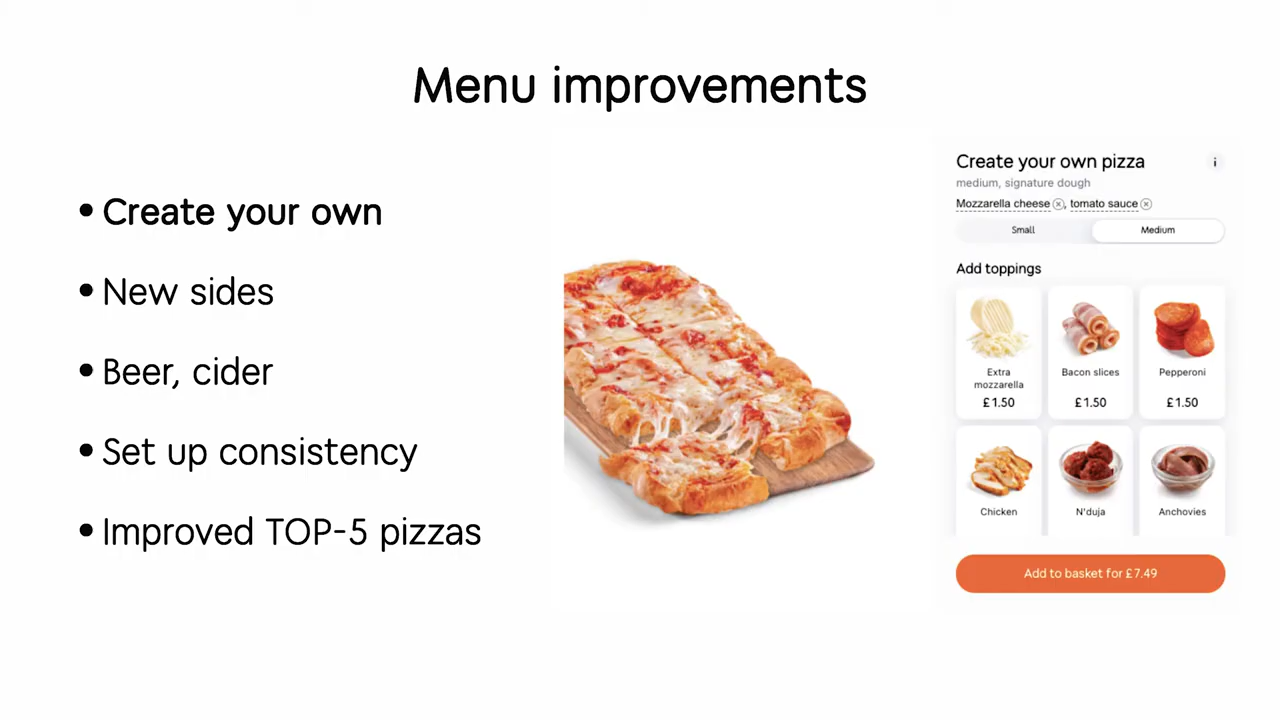 Menu improvements
• Create your own
• New sides
• Beer, cider
• Set up consistency
• Improved TOP-5 pizzas
Create your own pizza
i
medium, signature dough
Mozzarella cheese, tomato sauce
Small Medium
Add toppings
Extra mozzarella
£1.50
Bacon slices
£1.50
Pepperoni
£1.50
Chicken
N'duja
Anchovies
Add to basket for £7.49